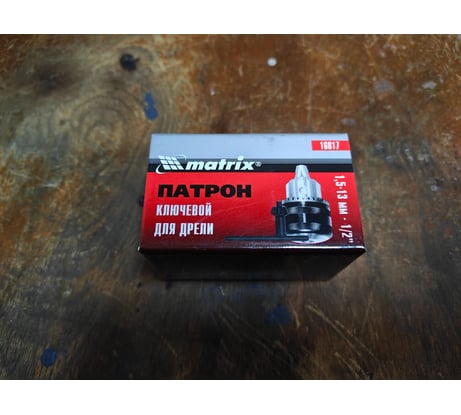 16817
matrix®
ПАТРОН
КЛЮЧЕВОЙ
ДЛЯ ДРЕЛИ
1,5-13 ММ · 1/2"